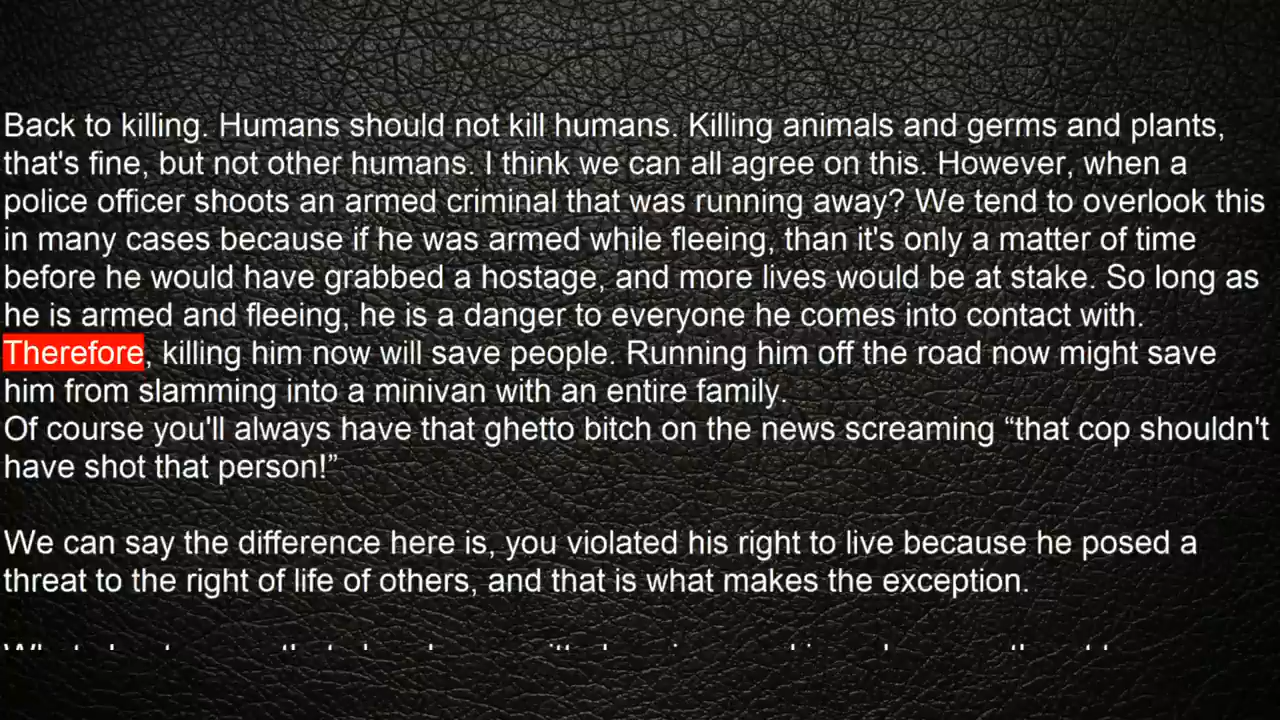 Back to killing. Humans should not kill humans. Killing animals and germs and plants,
that's fine, but not other humans. I think we can all agree on this. However, when a
police officer shoots an armed criminal that was running away? We tend to overlook this
in many cases because if he was armed while fleeing, than it's only a matter of time
before he would have grabbed a hostage, and more lives would be at stake. So long as
he is armed and fleeing, he is a danger to everyone he comes into contact with.
Therefore, killing him now will save people. Running him off the road now might save
him from slamming into a minivan with an entire family.
Of course you'll always have that ghetto bitch on the news screaming “that cop shouldn't
have shot that person!”
We can say the difference here is, you violated his right to live because he posed a
threat to the right of life of others, and that is what makes the exception.